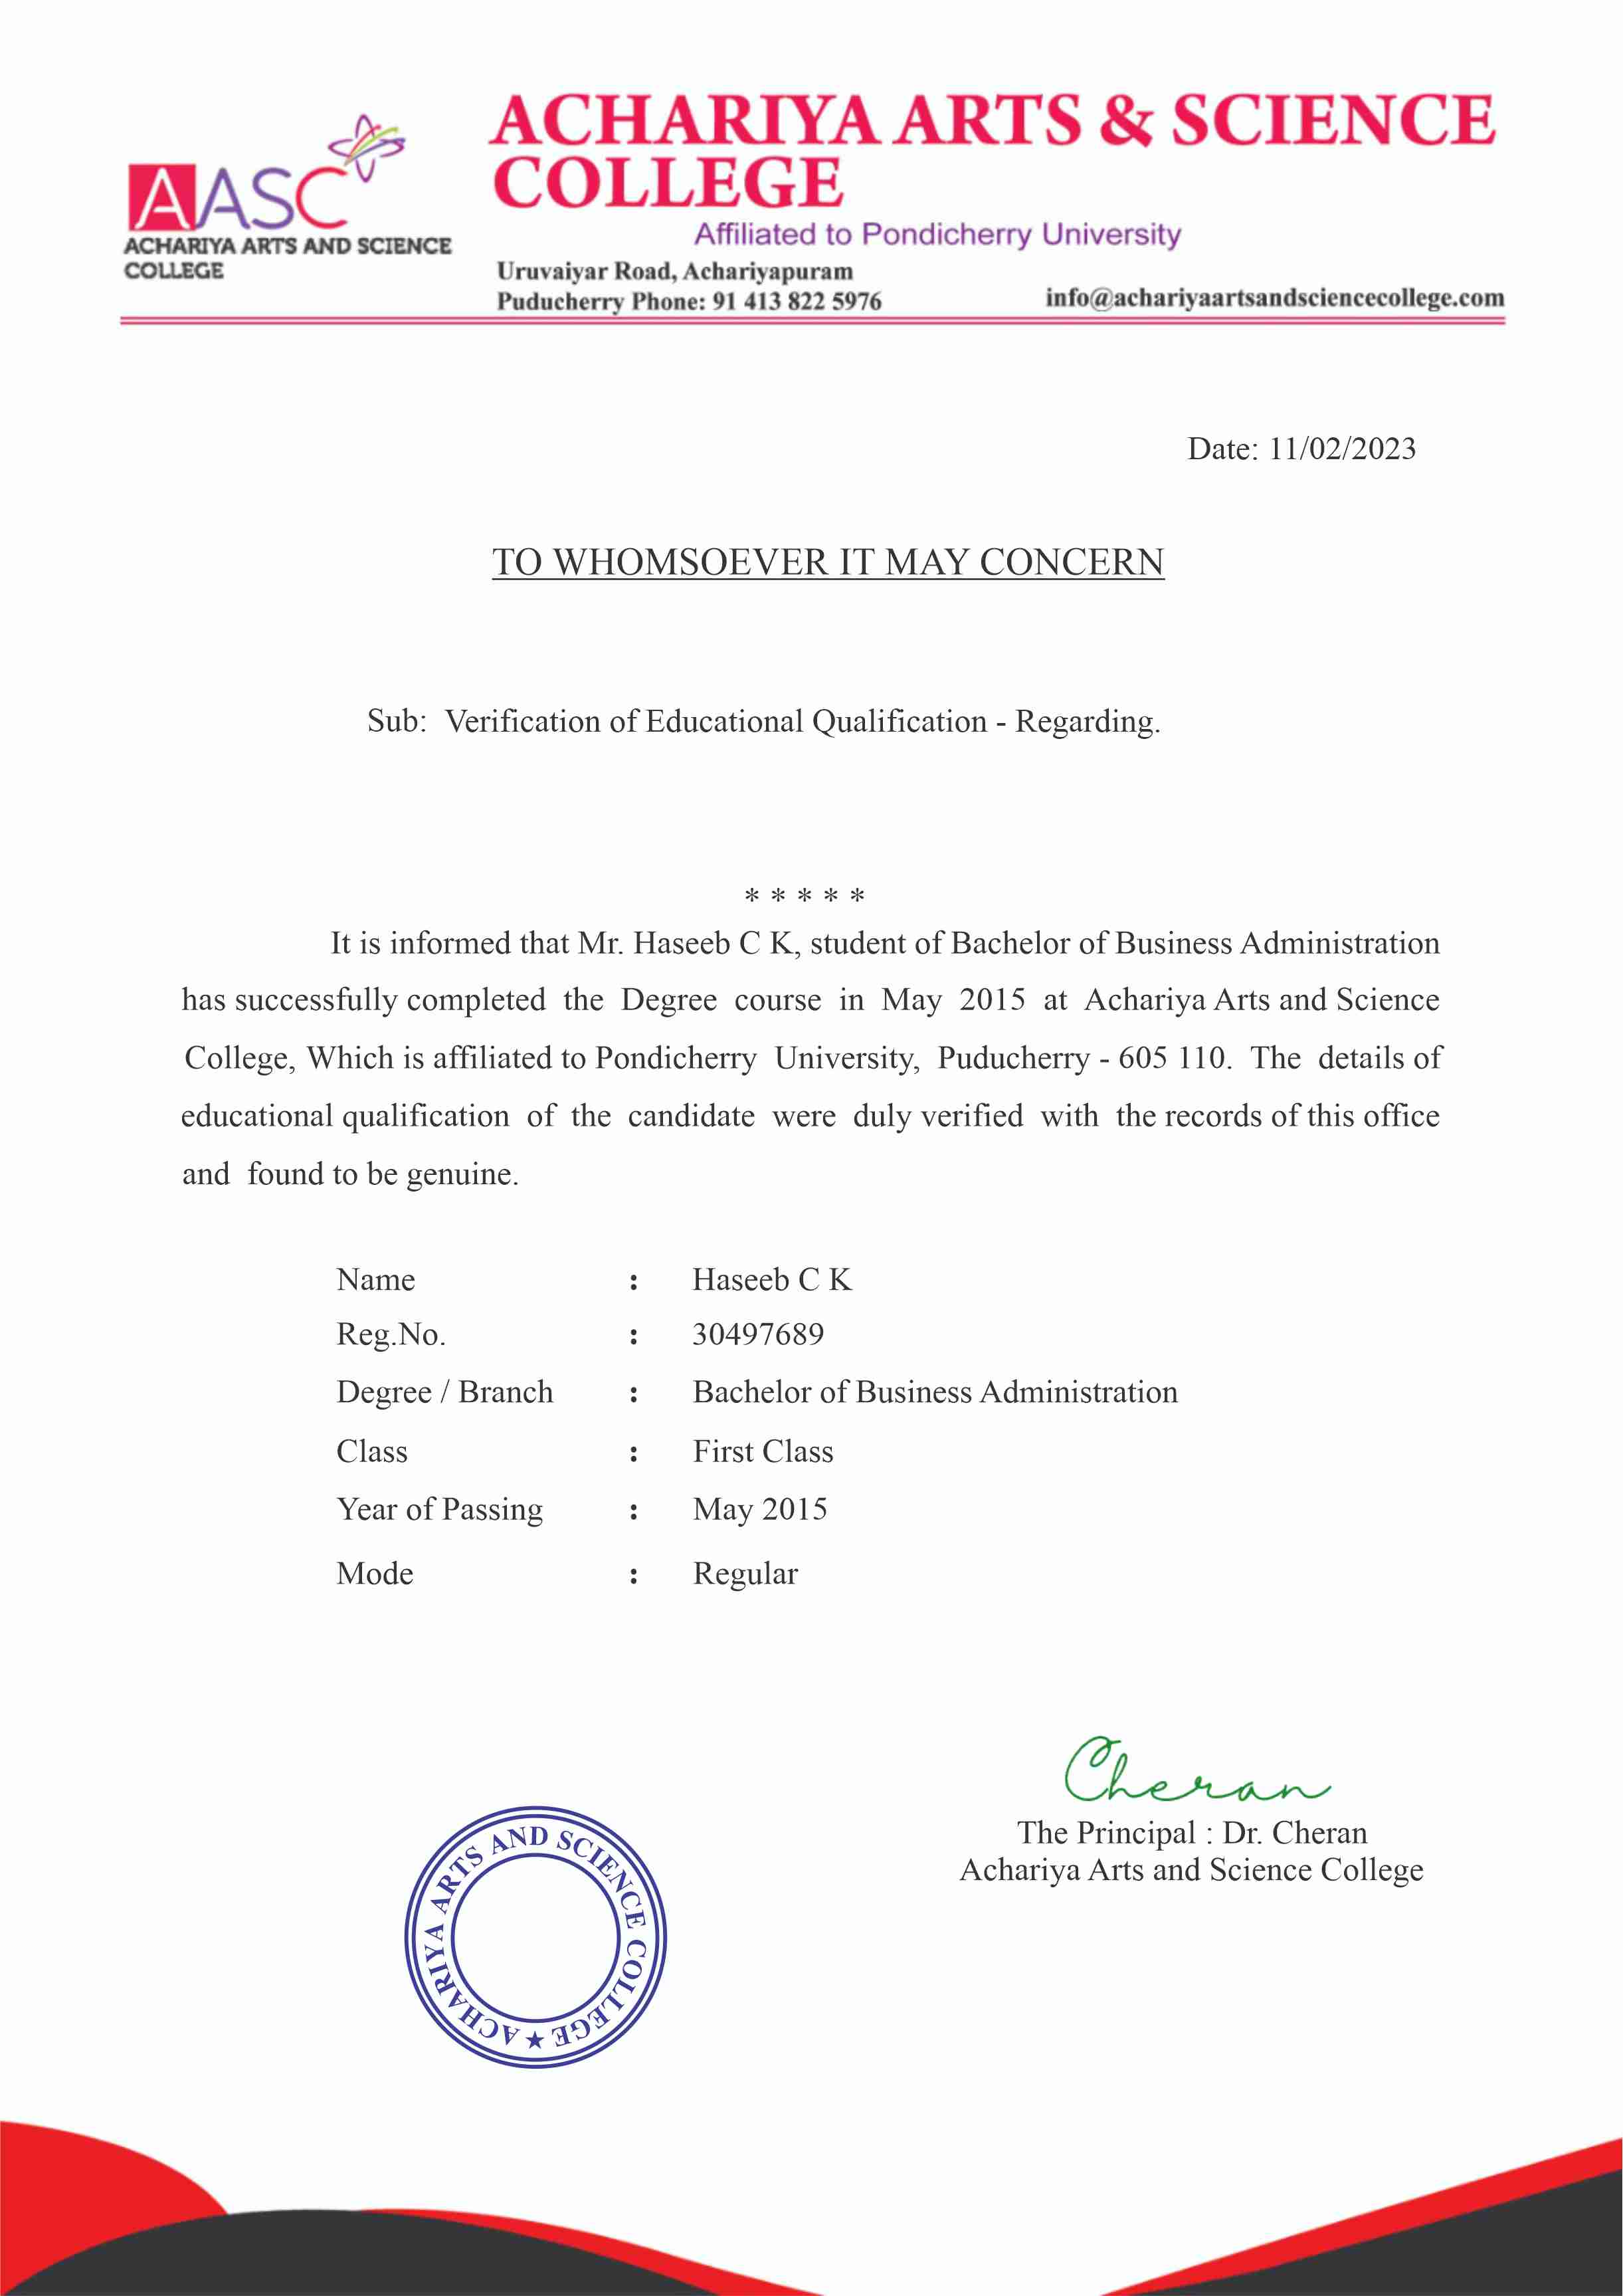 AASC
ACHARIYA ARTS AND SCIENCE
COLLEGE
ACHARIYA ARTS & SCIENCE
COLLEGE
Affiliated to Pondicherry University
Uruvaiyar Road, Achariyapuram
Puducherry Phone: 91 413 822 5976
info@achariyaartsandsciencecollege.com
Date: 11/02/2023
TO WHOMSOEVER IT MAY CONCERN
Sub: Verification of Educational Qualification - Regarding.
* * * * *
It is informed that Mr. Haseeb C K, student of Bachelor of Business Administration
has successfully completed the Degree course in May 2015 at Achariya Arts and Science
College, Which is affiliated to Pondicherry University, Puducherry - 605 110. The details of
educational qualification of the candidate were duly verified with the records of this office
and found to be genuine.
Name : Haseeb C K
Reg.No. : 30497689
Degree / Branch : Bachelor of Business Administration
Class : First Class
Year of Passing : May 2015
Mode : Regular
Cheran
The Principal : Dr. Cheran
Achariya Arts and Science College
ACHARIYA ARTS AND SCIENCE COLLEGE ★